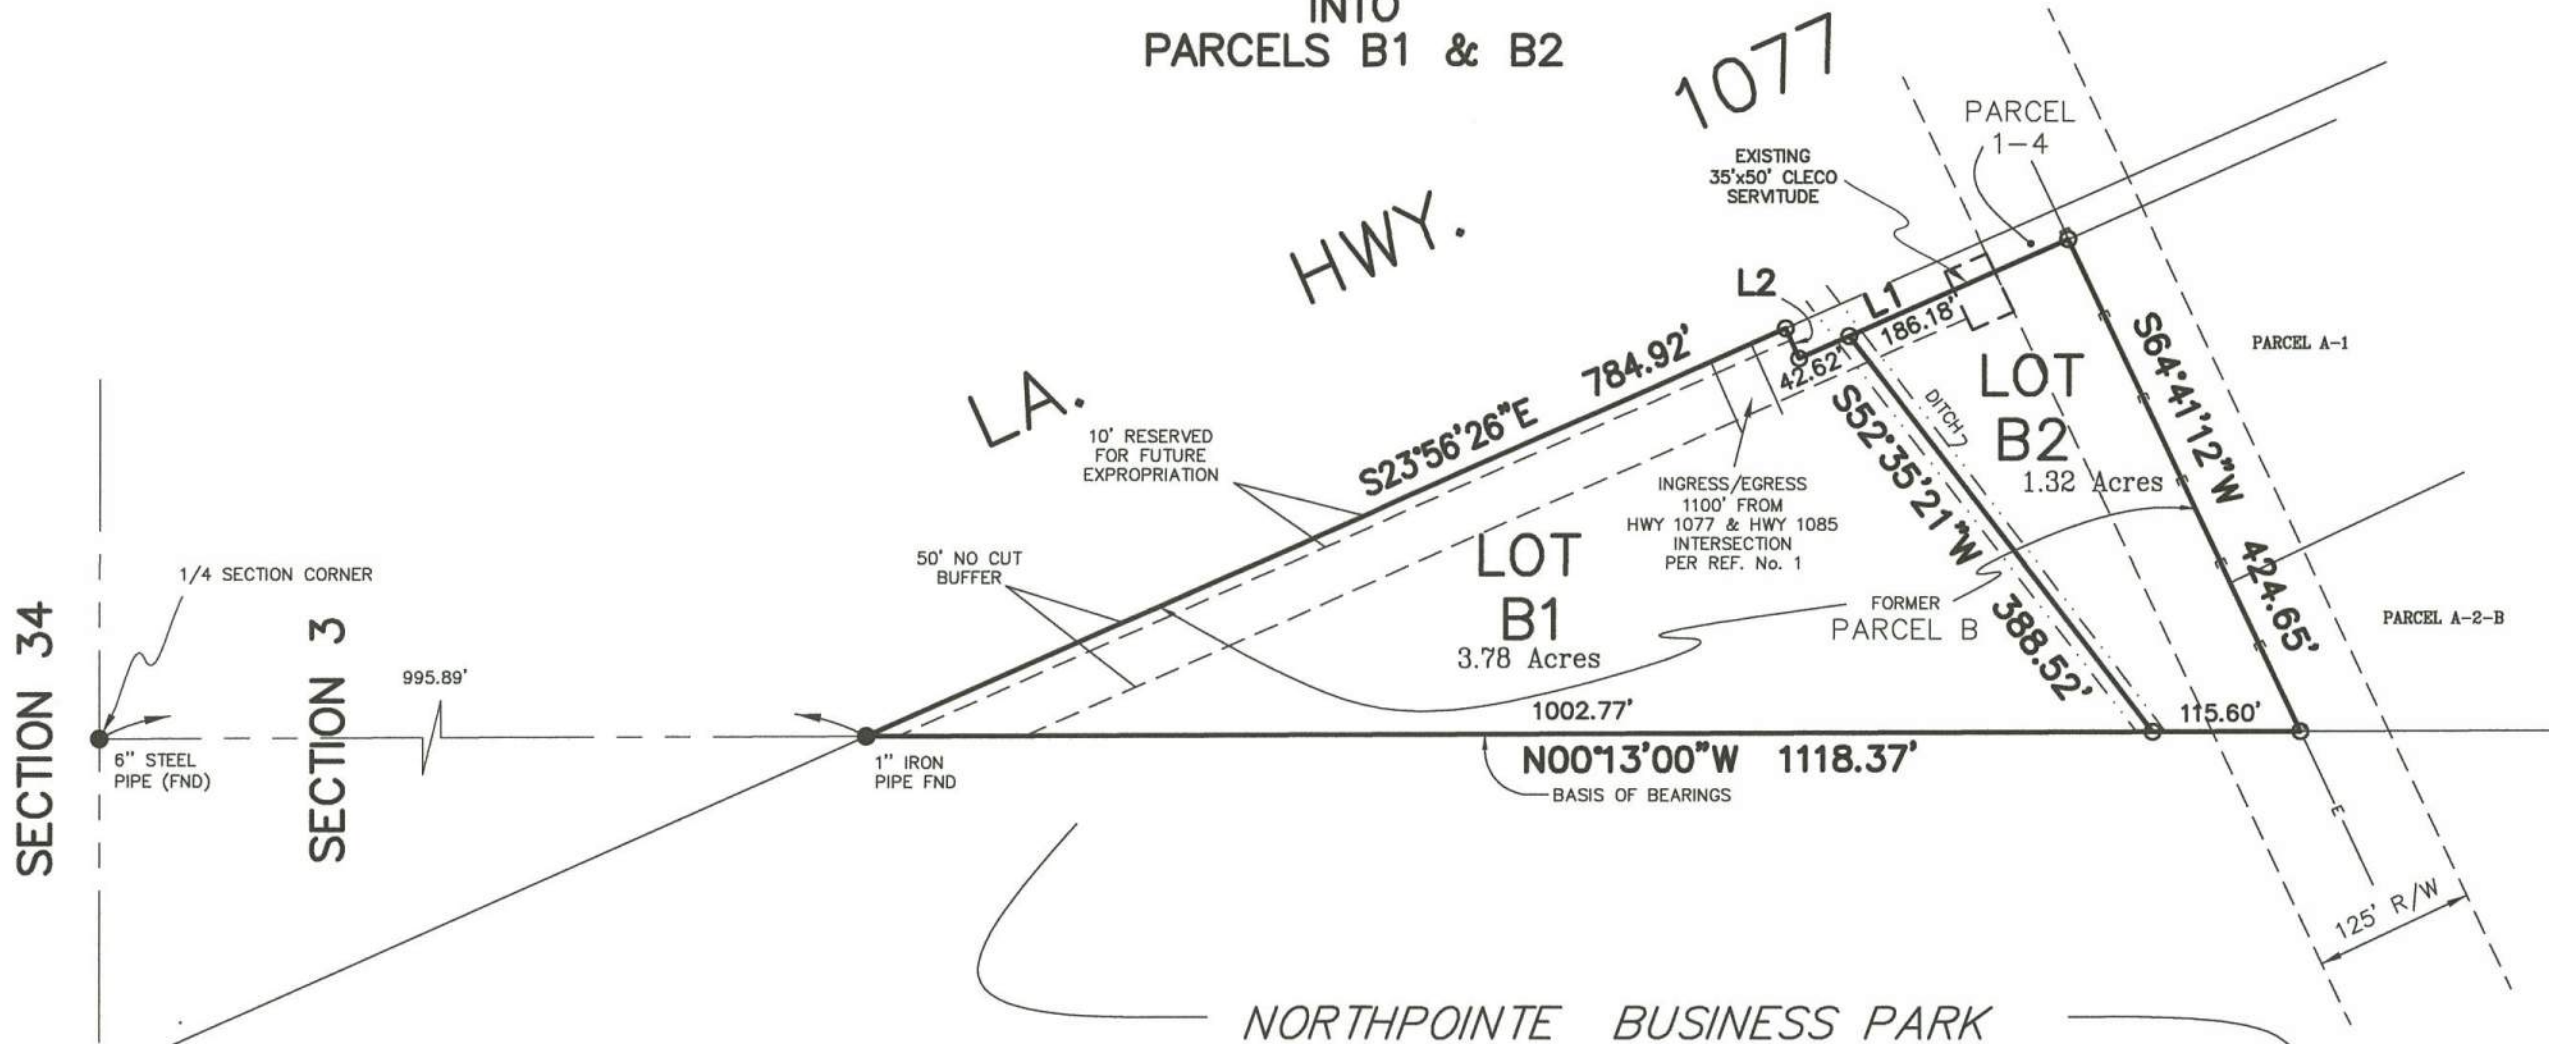 INTO
PARCELS B1 & B2
LA. HWY. 1077
PARCEL
1-4
EXISTING
35'x50' CLECO
SERVITUDE
L2
L1
186.18'
42.62'
S23°56'26"E 784.92'
10' RESERVED
FOR FUTURE
EXPROPRIATION
50' NO CUT
BUFFER
INGRESS/EGRESS
1100' FROM
HWY 1077 & HWY 1085
INTERSECTION
PER REF. No. 1
LOT
B1
3.78 Acres
S52°35'21"W 388.52'
DITCH
LOT
B2
1.32 Acres
S64°41'12"W 424.65'
PARCEL A-1
PARCEL A-2-B
FORMER
PARCEL B
SECTION 34
SECTION 3
1/4 SECTION CORNER
995.89'
6" STEEL
PIPE (FND)
1" IRON
PIPE FND
1002.77'
115.60'
N00°13'00"W 1118.37'
BASIS OF BEARINGS
E
125' R/W
NORTHPOINTE BUSINESS PARK